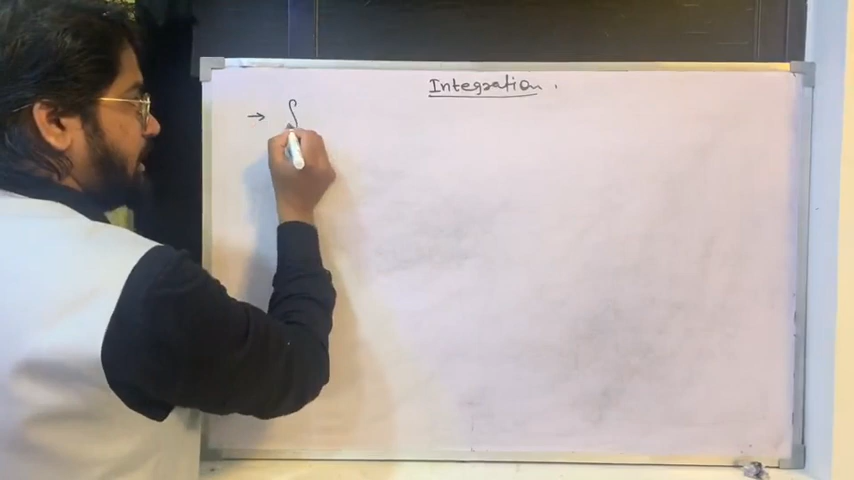 Integration.
→ ∫